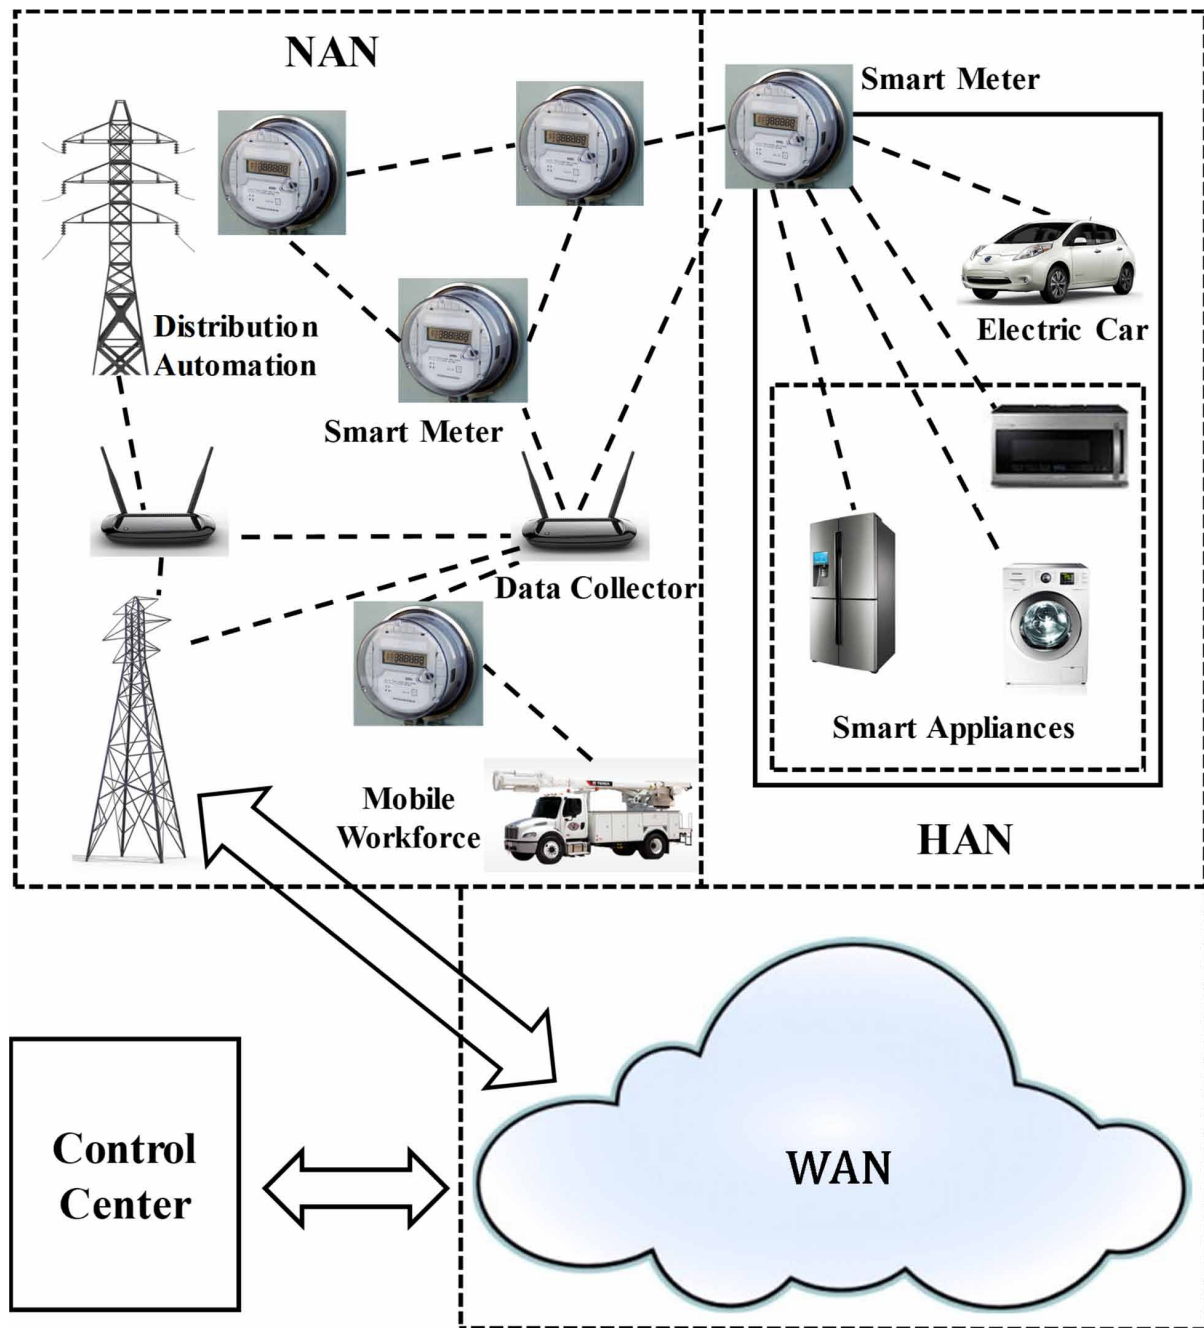 NAN
Smart Meter
Distribution
Automation
Electric Car
Smart Meter
Data Collector
Smart Appliances
Mobile
Workforce
HAN
Control
Center
WAN